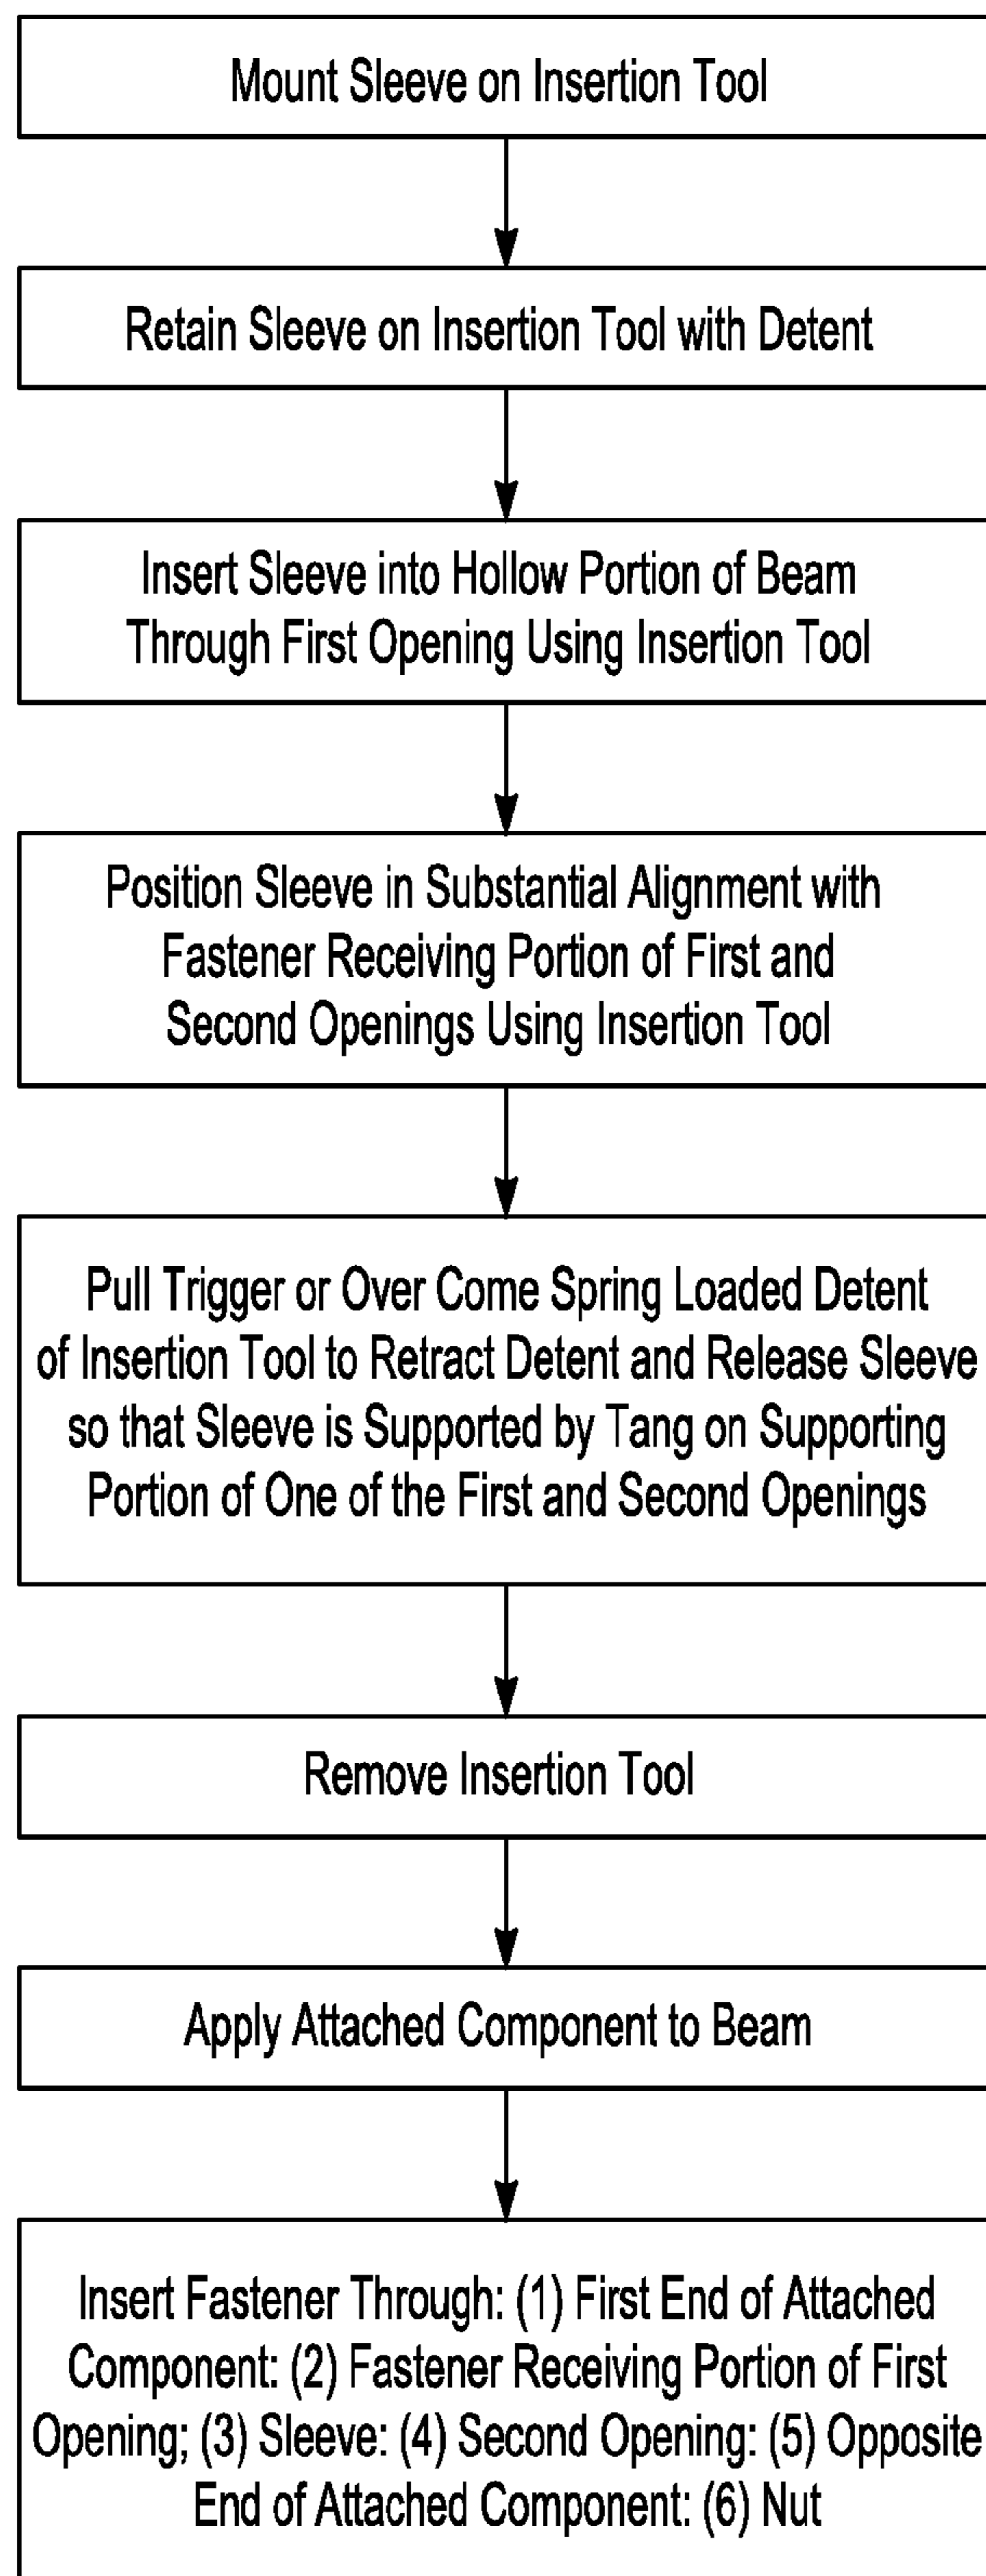 Mount Sleeve on Insertion Tool
Retain Sleeve on Insertion Tool with Detent
Insert Sleeve into Hollow Portion of Beam
Through First Opening Using Insertion Tool
Position Sleeve in Substantial Alignment with
Fastener Receiving Portion of First and
Second Openings Using Insertion Tool
Pull Trigger or Over Come Spring Loaded Detent
of Insertion Tool to Retract Detent and Release Sleeve
so that Sleeve is Supported by Tang on Supporting
Portion of One of the First and Second Openings
Remove Insertion Tool
Apply Attached Component to Beam
Insert Fastener Through: (1) First End of Attached
Component: (2) Fastener Receiving Portion of First
Opening; (3) Sleeve: (4) Second Opening: (5) Opposite
End of Attached Component: (6) Nut